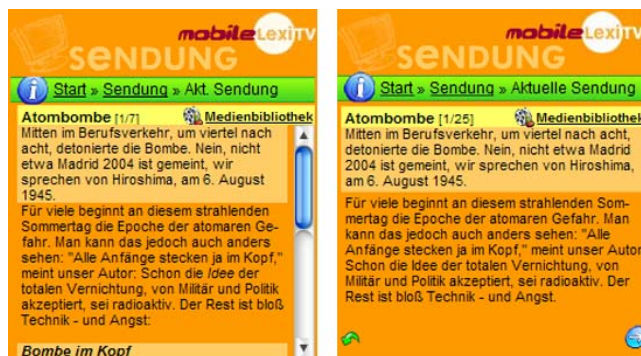 mobile LexiTV
SENDUNG
Start » Sendung » Akt. Sendung
Atombombe [1/7] Medienbibliothek
Mitten im Berufsverkehr, um viertel nach
acht, detonierte die Bombe. Nein, nicht
etwa Madrid 2004 ist gemeint, wir
sprechen von Hiroshima, am 6. August
1945.
Für viele beginnt an diesem strahlenden
Sommertag die Epoche der atomaren Ge-
fahr. Man kann das jedoch auch anders
sehen: "Alle Anfänge stecken ja im Kopf,"
meint unser Autor: Schon die Idee der
totalen Vernichtung, von Militär und Politik
akzeptiert, sei radioaktiv. Der Rest ist bloß
Technik - und Angst:
Bombe im Kopf
mobile LexiTV
SENDUNG
Start » Sendung » Aktuelle Sendung
Atombombe [1/25] Medienbibliothek
Mitten im Berufsverkehr, um viertel nach acht,
detonierte die Bombe. Nein, nicht etwa Madrid
2004 ist gemeint, wir sprechen von Hiroshima,
am 6. August 1945.
Für viele beginnt an diesem strahlenden Som-
mertag die Epoche der atomaren Gefahr. Man
kann das jedoch auch anders sehen: "Alle
Anfänge stecken ja im Kopf," meint unser Autor
Schon die Idee der totalen Vernichtung, von
Militär und Politik akzeptiert, sei radioaktiv. Der
Rest ist bloß Technik - und Angst.